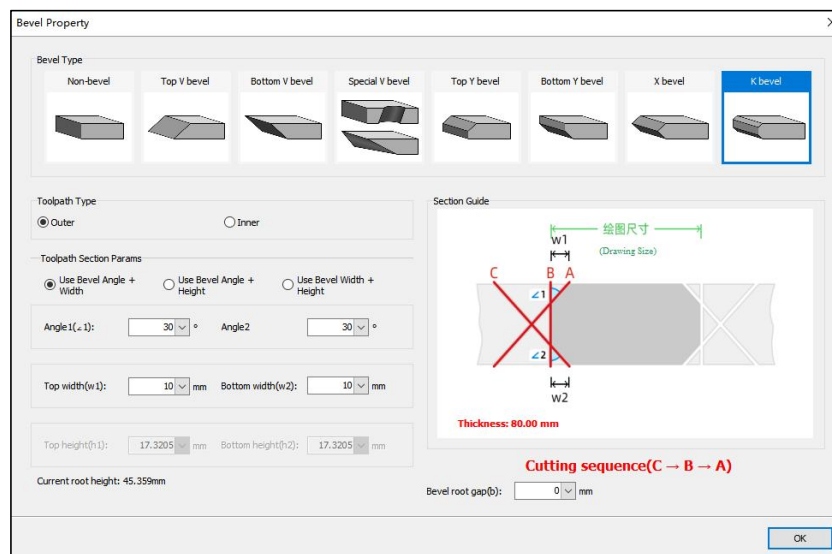 Bevel Property
Bevel Type
Non-bevel Top V bevel Bottom V bevel Special V bevel Top Y bevel Bottom Y bevel X bevel K bevel
Toolpath Type
Outer Inner
Toolpath Section Params
Use Bevel Angle + Width Use Bevel Angle + Height Use Bevel Width + Height
Angle1(∠1): 30 ° Angle2 30 °
Top width(w1): 10 mm Bottom width(w2): 10 mm
Top height(h1): 17.3205 mm Bottom height(h2): 17.3205 mm
Current root height: 45.359mm
Section Guide
绘图尺寸
(Drawing Size)
w1
C B A
∠1
∠2
w2
Thickness: 80.00 mm
Cutting sequence(C → B → A)
Bevel root gap(b): 0 mm
OK